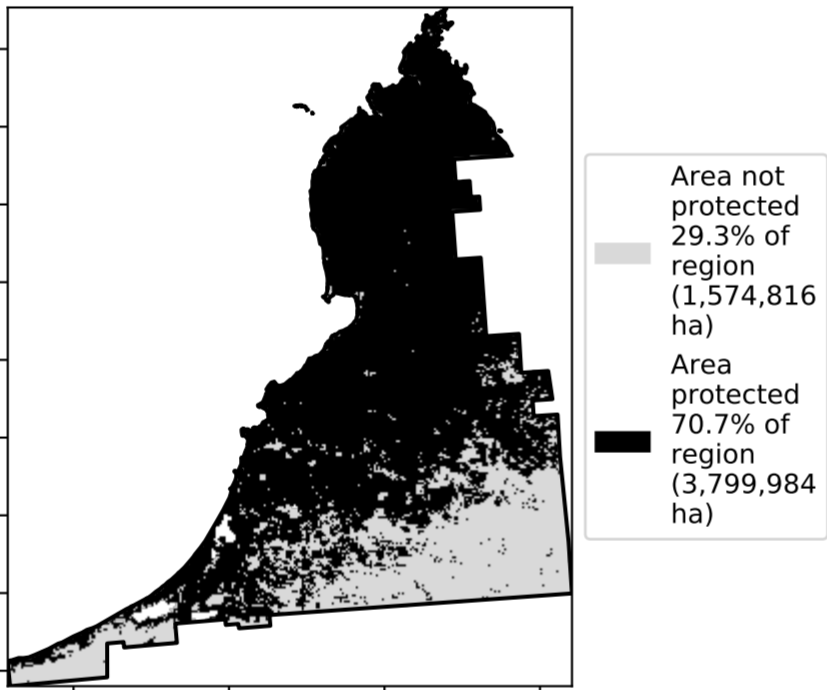 Area not
protected
29.3% of
region
(1,574,816
ha)
Area
protected
70.7% of
region
(3,799,984
ha)